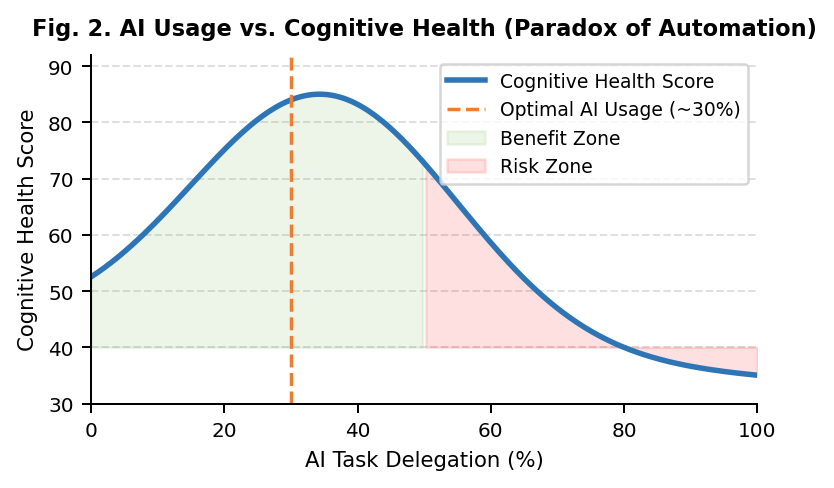 Fig. 2. AI Usage vs. Cognitive Health (Paradox of Automation)
90
80
70
60
50
40
30
Cognitive Health Score
Cognitive Health Score
Optimal AI Usage (~30%)
Benefit Zone
Risk Zone
0 20 40 60 80 100
AI Task Delegation (%)